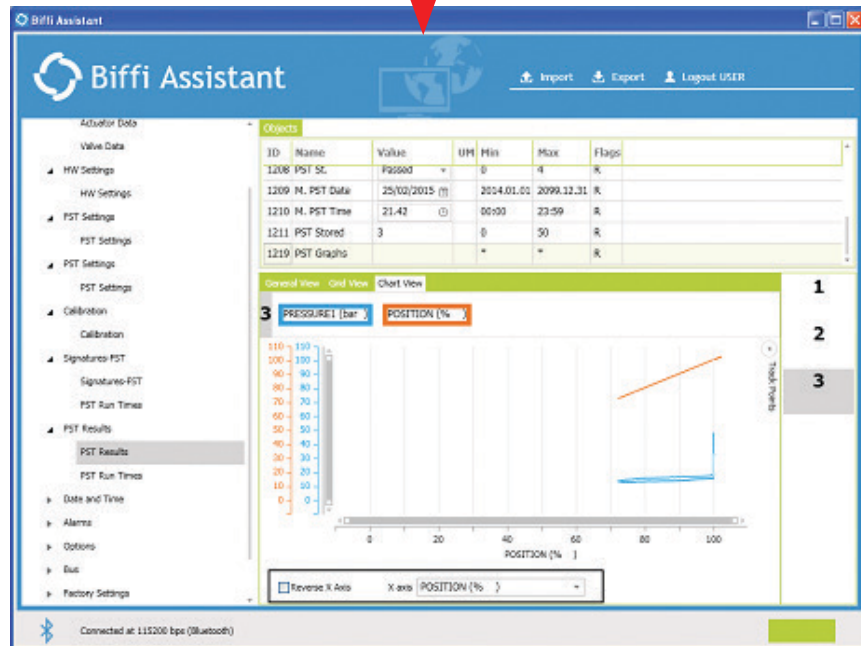 Biffi Assistant
Biffi Assistant
Import Export Logout USER
Actuator Data
Valve Data
HW Settings
HW Settings
FST Settings
FST Settings
PST Settings
PST Settings
Calibration
Calibration
Signatures-PST
Signatures-PST
PST Run Times
PST Results
PST Results
PST Run Times
Date and Time
Alarms
Options
Bus
Factory Settings
Objects
ID Name Value UM Min Max Flags
1208 PST St. Passed 0 4 R
1209 M. PST Date 25/02/2015 2014.01.01 2099.12.31 R
1210 M. PST Time 21.42 00:00 23:59 R
1211 PST Stored 3 0 50 R
1219 PST Graphs * * R
General View Grid View Chart View
3 PRESSURE1 (bar ) POSITION (% )
110 110
100 100
90 90
80 80
70 70
60 60
50 50
40 40
30 30
20 20
10 10
0 0
Track Points
0 20 40 60 80 100
POSITION (% )
Reverse X Axis X axis POSITION (% )
1
2
3
Connected at 115200 bps (Bluetooth)